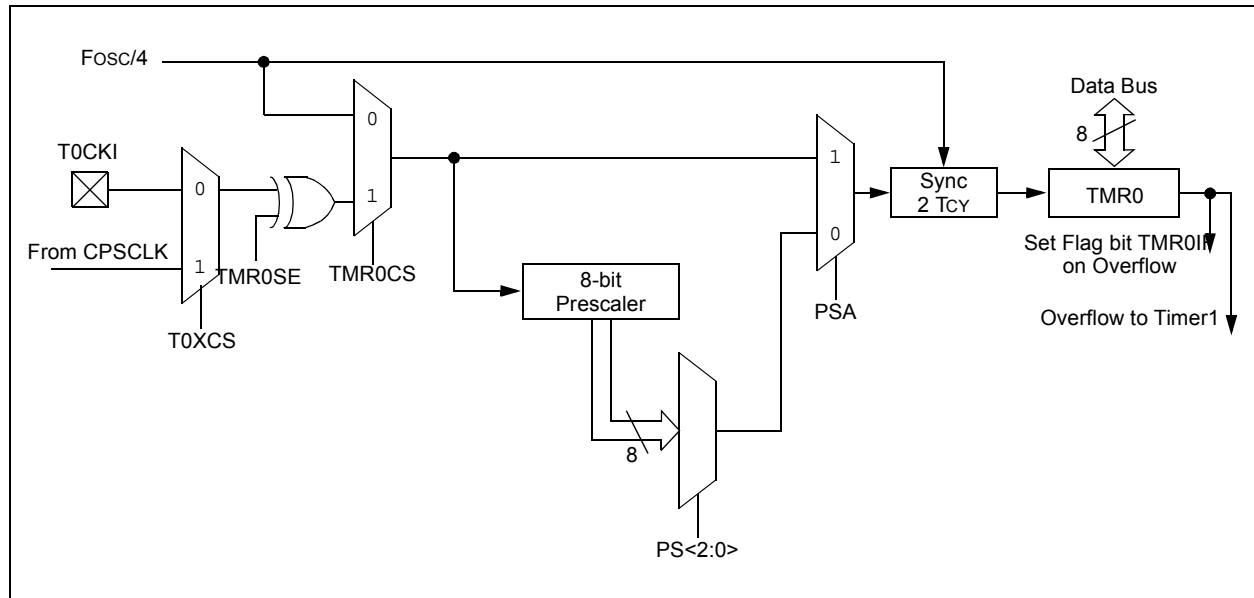 FOSC/4
Data Bus
0
8
T0CKI
1
Sync
2 TCY
TMR0
0
1
0
From CPSCLK
1
TMR0SE
TMR0CS
Set Flag bit TMR0IF
on Overflow
8-bit
Prescaler
PSA
T0XCS
Overflow to Timer1
8
PS<2:0>